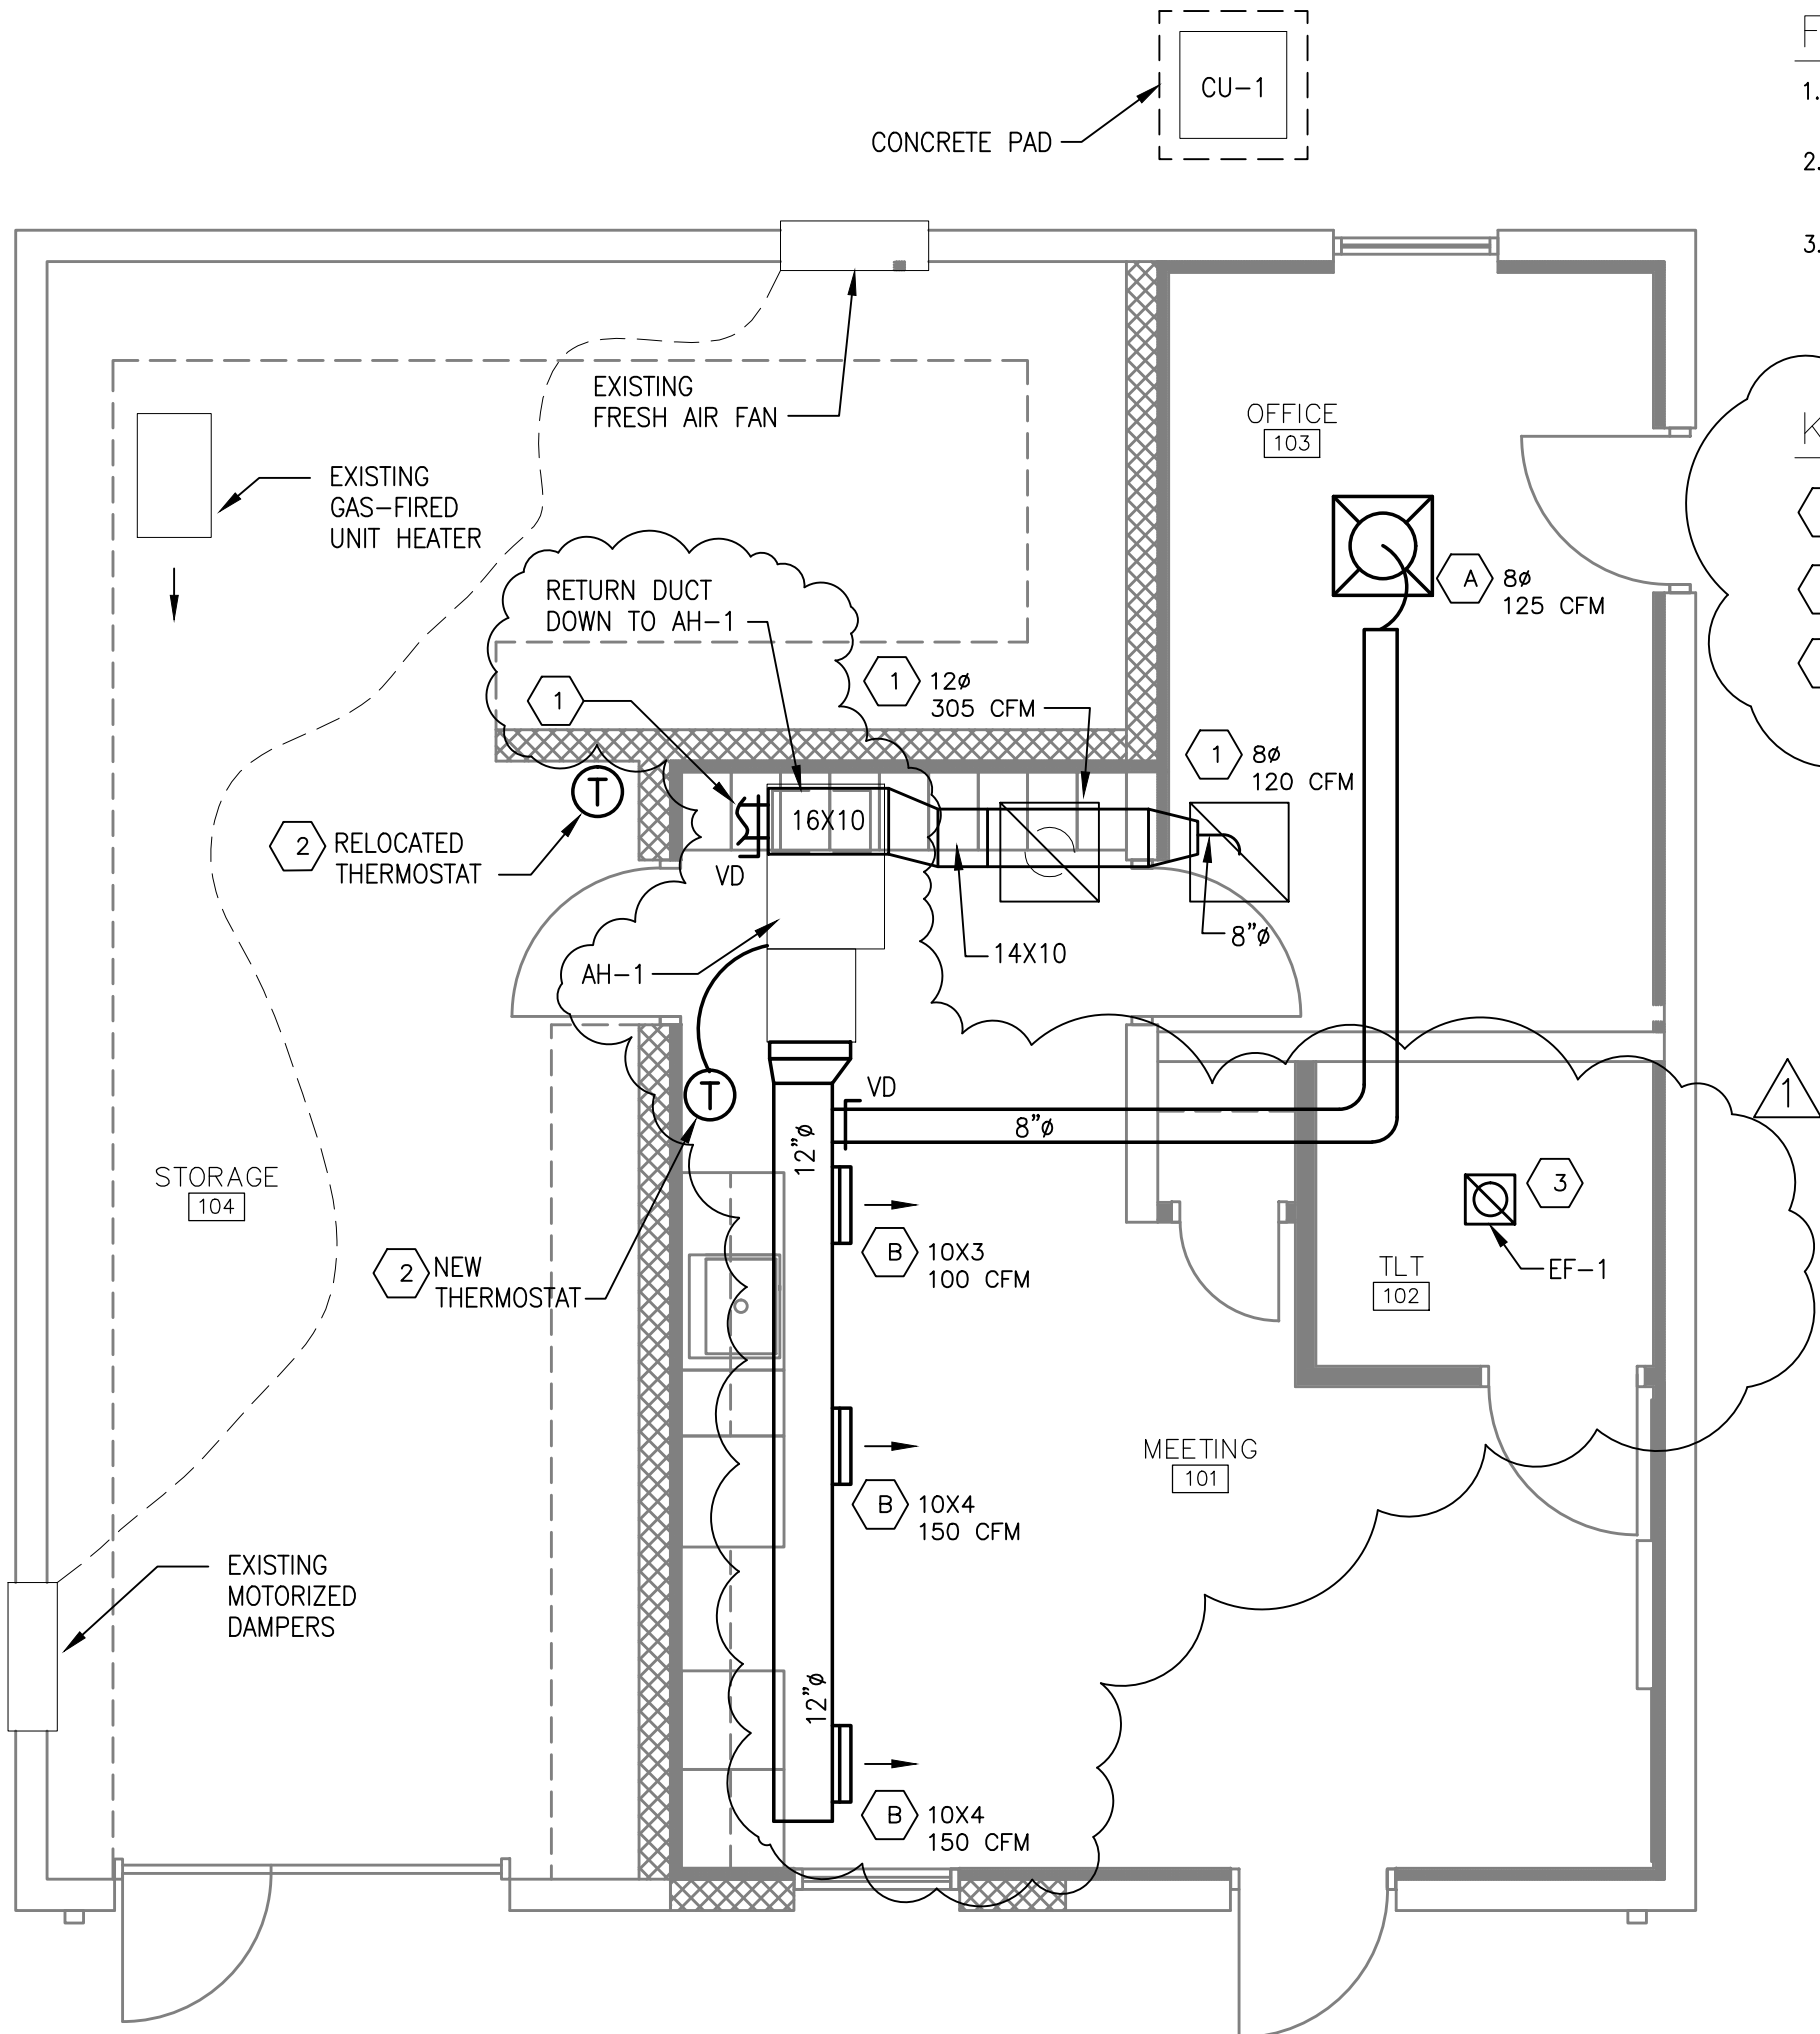 CU-1
CONCRETE PAD
F
1.
2.
3.
EXISTING
FRESH AIR FAN
OFFICE
103
K
EXISTING
GAS-FIRED
UNIT HEATER
A 8ø
125 CFM
RETURN DUCT
DOWN TO AH-1
1
1 12ø
305 CFM
1 8ø
120 CFM
T
16X10
2 RELOCATED
THERMOSTAT
VD
8"ø
14X10
AH-1
T
VD
8"ø
12"ø
1
STORAGE
104
3
B 10X3
100 CFM
EF-1
TLT
102
2 NEW
THERMOSTAT
MEETING
101
B 10X4
150 CFM
EXISTING
MOTORIZED
DAMPERS
12"ø
B 10X4
150 CFM